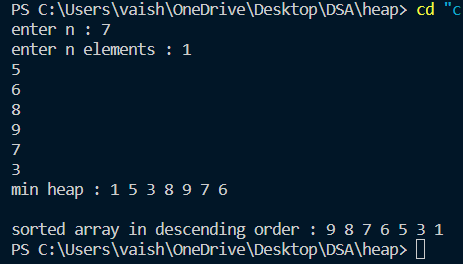 PS C:\Users\vaish\OneDrive\Desktop\DSA\heap> cd "c
enter n : 7
enter n elements : 1
5
6
8
9
7
3
min heap : 1 5 3 8 9 7 6
sorted array in descending order : 9 8 7 6 5 3 1
PS C:\Users\vaish\OneDrive\Desktop\DSA\heap>